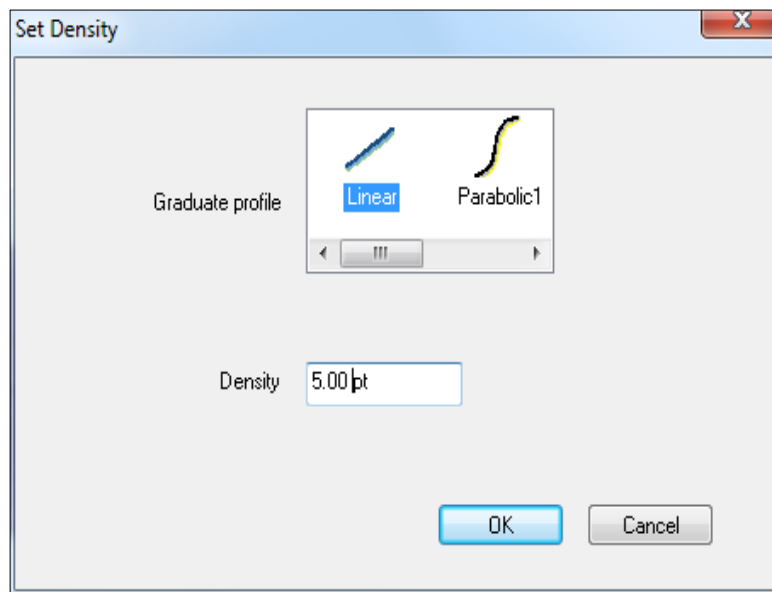 Set Density
Linear Parabolic1
Graduate profile
Density 5.00 pt
OK Cancel